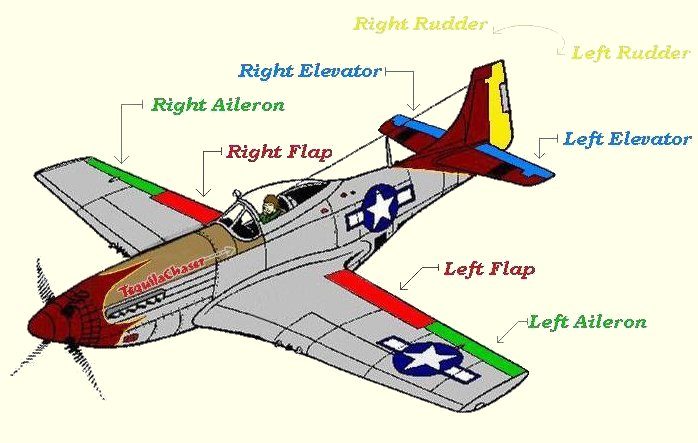 Right Rudder
Left Rudder
Right Elevator
Right Aileron
Left Elevator
Right Flap
Left Flap
TequilaChaser
Left Aileron